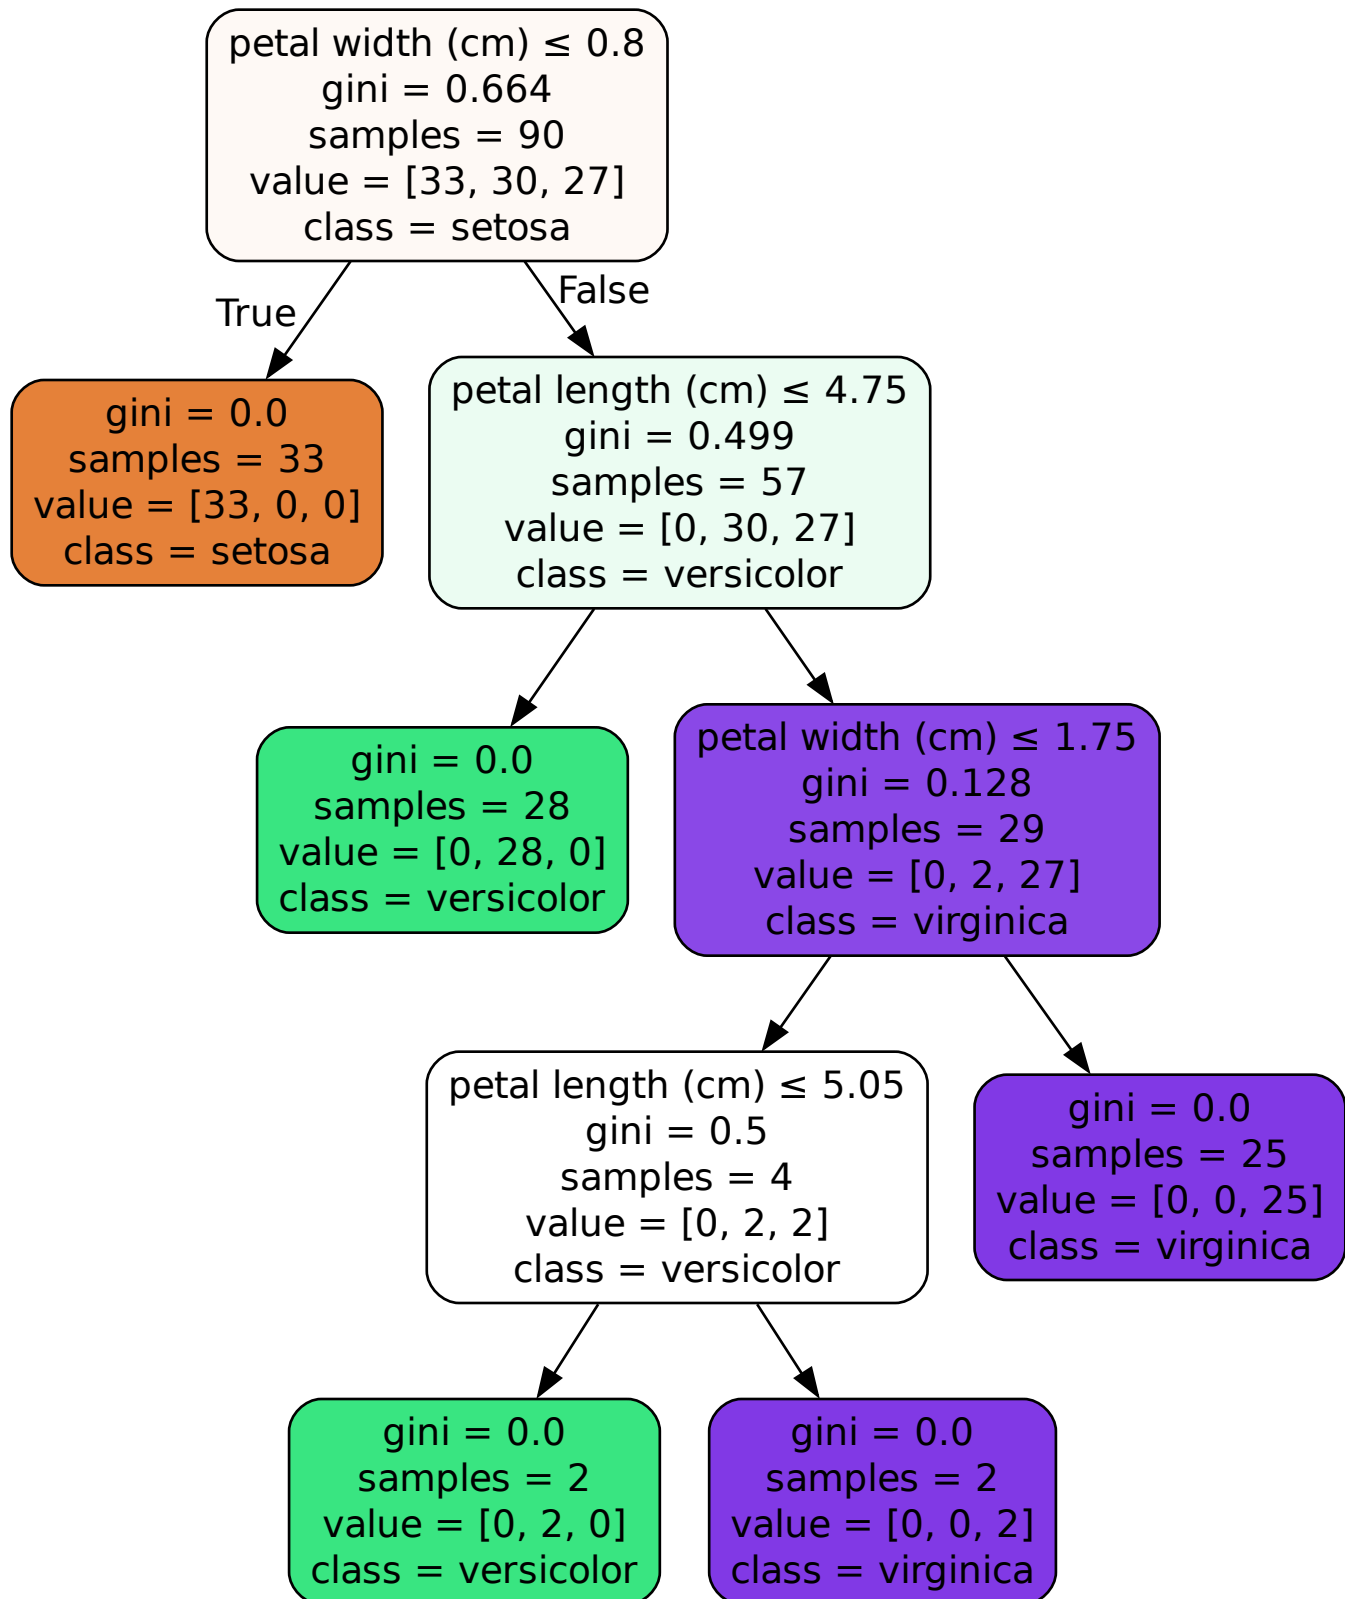 petal width (cm) ≤ 0.8
gini = 0.664
samples = 90
value = [33, 30, 27]
class = setosa
True
False
gini = 0.0
samples = 33
value = [33, 0, 0]
class = setosa
petal length (cm) ≤ 4.75
gini = 0.499
samples = 57
value = [0, 30, 27]
class = versicolor
gini = 0.0
samples = 28
value = [0, 28, 0]
class = versicolor
petal width (cm) ≤ 1.75
gini = 0.128
samples = 29
value = [0, 2, 27]
class = virginica
petal length (cm) ≤ 5.05
gini = 0.5
samples = 4
value = [0, 2, 2]
class = versicolor
gini = 0.0
samples = 25
value = [0, 0, 25]
class = virginica
gini = 0.0
samples = 2
value = [0, 2, 0]
class = versicolor
gini = 0.0
samples = 2
value = [0, 0, 2]
class = virginica